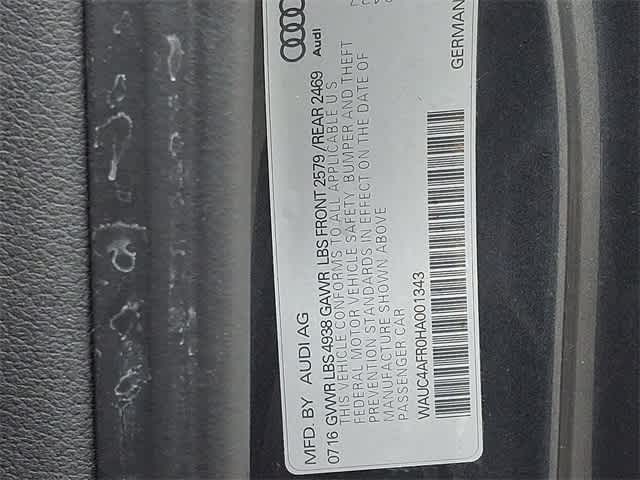 MFD. BY AUDI AG
0716 GVWR LBS 4938 GAWR LBS FRONT 2579 /REAR 2469
THIS VEHICLE CONFORMS TO ALL APPLICABLE U S
FEDERAL MOTOR VEHICLE SAFETY, BUMPER AND THEFT
PREVENTION STANDARDS IN EFFECT ON THE DATE OF
MANUFACTURE SHOWN ABOVE
PASSENGER CAR
WAUC4AFR0HA001343
Audi
GERMAN